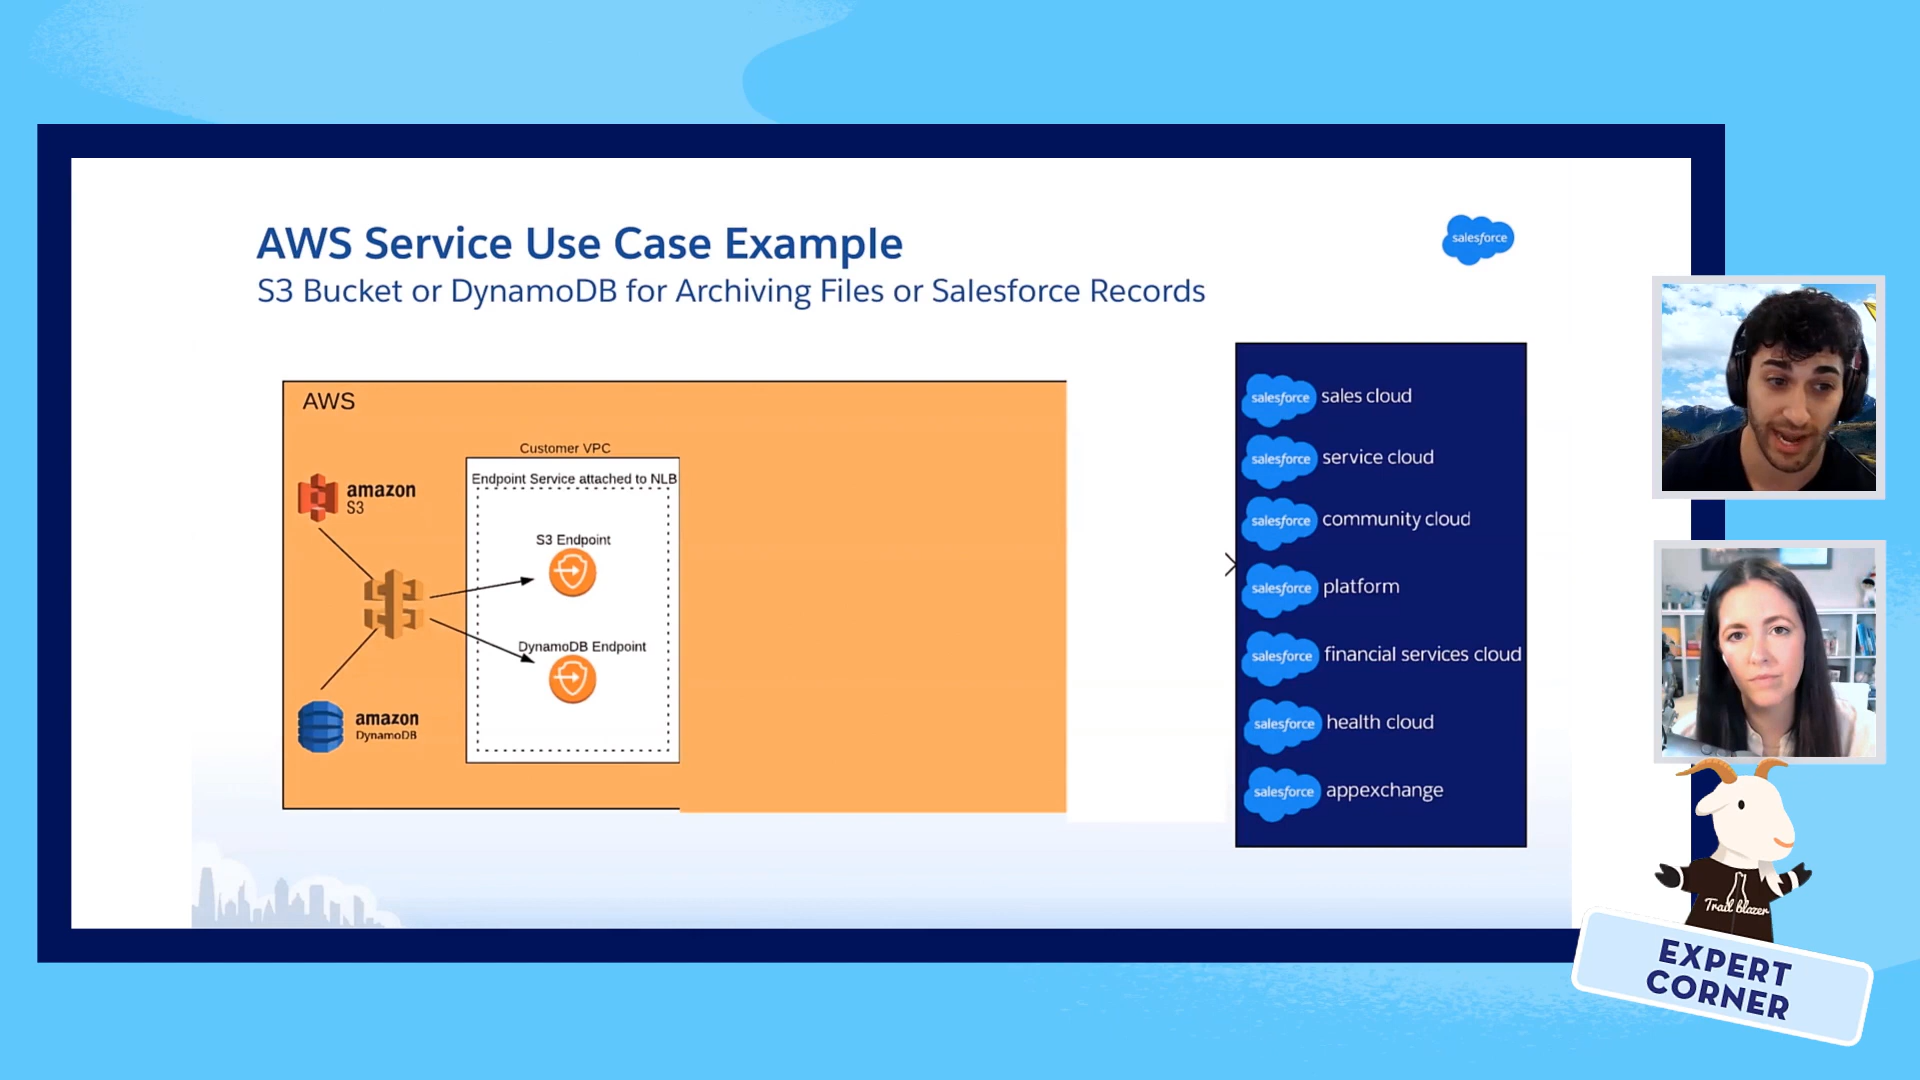 AWS Service Use Case Example
S3 Bucket or DynamoDB for Archiving Files or Salesforce Records
salesforce
AWS
Customer VPC
Endpoint Service attached to NLB
amazon
S3
S3 Endpoint
DynamoDB Endpoint
amazon
DynamoDB
salesforce sales cloud
salesforce service cloud
salesforce community cloud
salesforce platform
salesforce financial services cloud
salesforce health cloud
salesforce appexchange
Trailblazer
EXPERT
CORNER